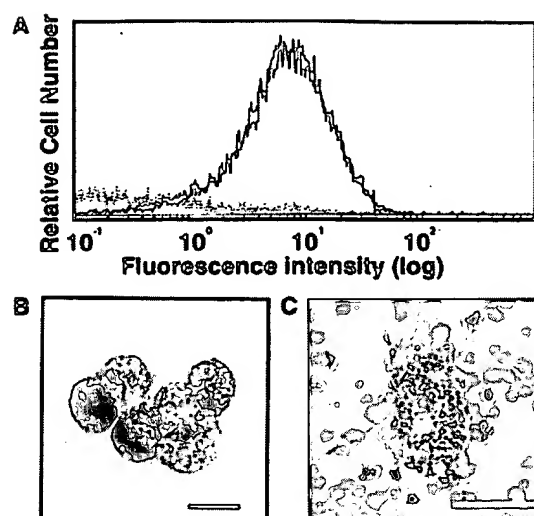 A
Relative Cell Number
10⁻¹ 10⁰ 10¹ 10²
Fluorescence intensity (log)
B
C